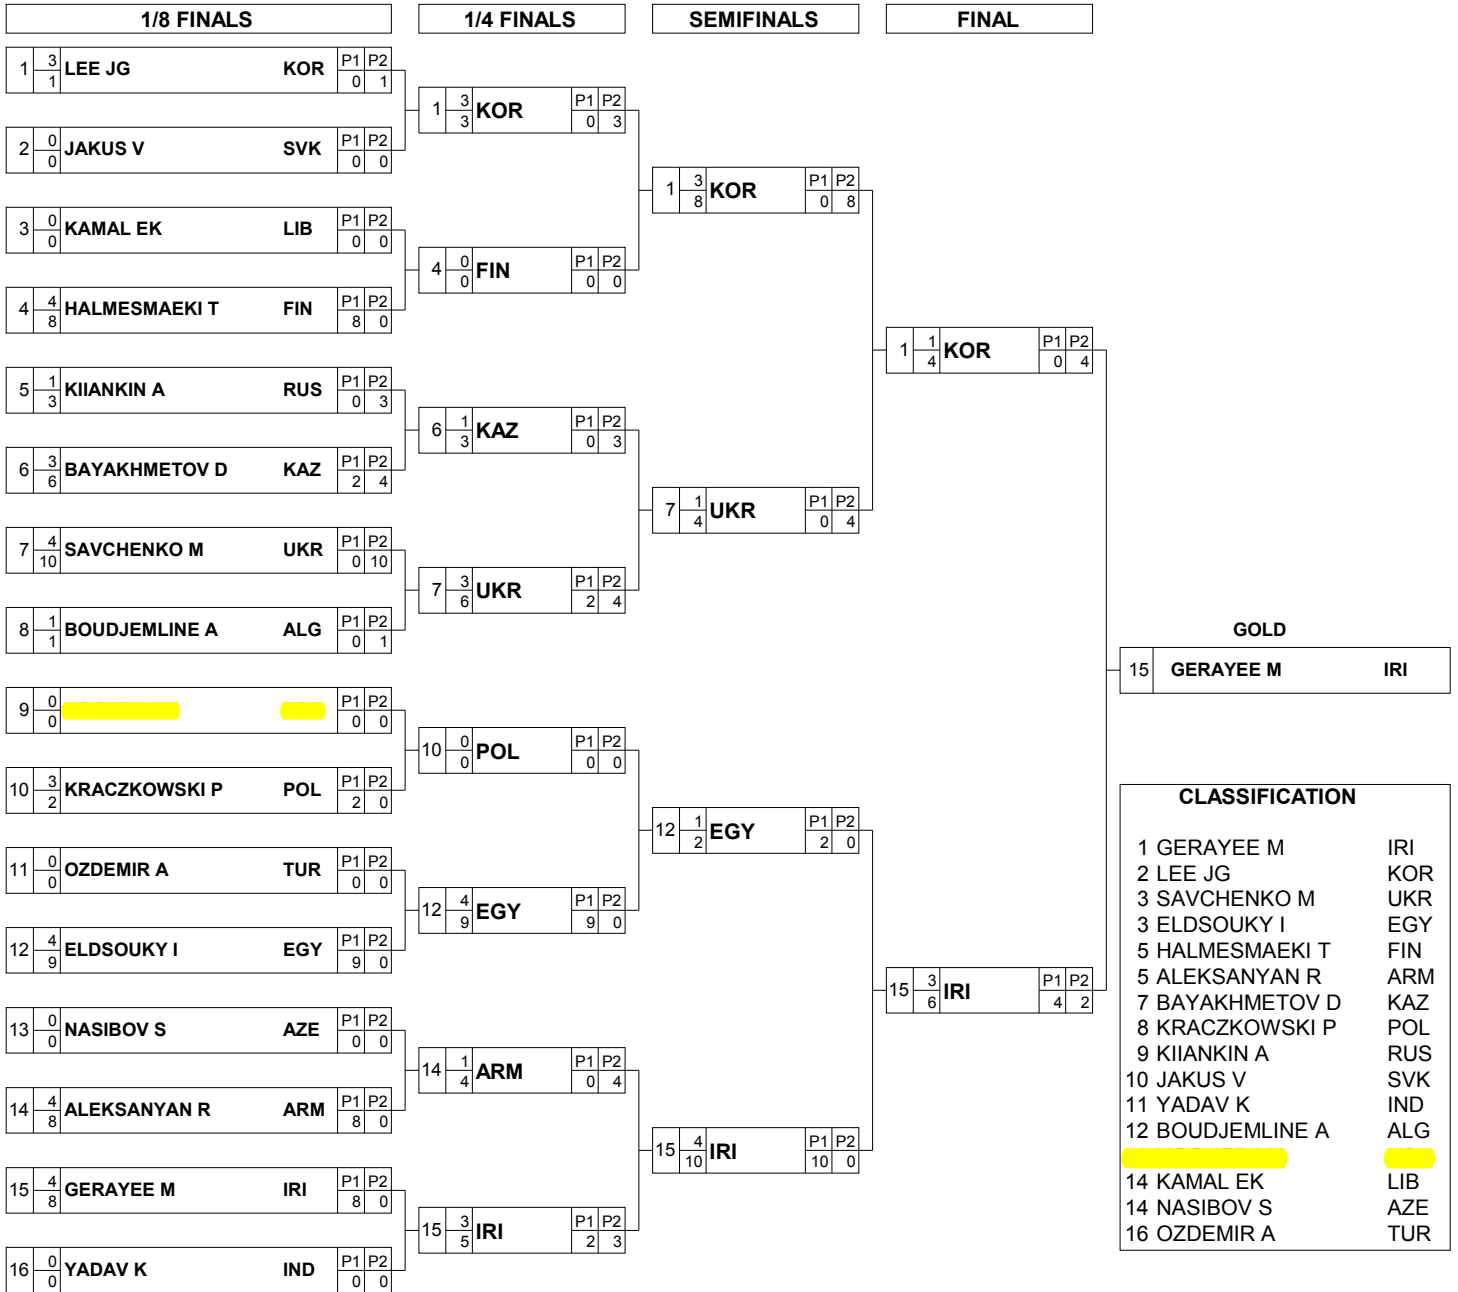 1/8 FINALS 1/4 FINALS SEMIFINALS FINAL
1 3 1 LEE JG KOR P1 P2 0 1
2 0 0 JAKUS V SVK P1 P2 0 0
3 0 0 KAMAL EK LIB P1 P2 0 0
4 4 8 HALMESMAEKI T FIN P1 P2 8 0
5 1 3 KIIANKIN A RUS P1 P2 0 3
6 3 6 BAYAKHMETOV D KAZ P1 P2 2 4
7 4 10 SAVCHENKO M UKR P1 P2 0 10
8 1 1 BOUDJEMLINE A ALG P1 P2 0 1
9 0 0 P1 P2 0 0
10 3 2 KRACZKOWSKI P POL P1 P2 2 0
11 0 0 OZDEMIR A TUR P1 P2 0 0
12 4 9 ELDSOUKY I EGY P1 P2 9 0
13 0 0 NASIBOV S AZE P1 P2 0 0
14 4 8 ALEKSANYAN R ARM P1 P2 8 0
15 4 8 GERAYEE M IRI P1 P2 8 0
16 0 0 YADAV K IND P1 P2 0 0
1 3 3 KOR P1 P2 0 3
4 0 0 FIN P1 P2 0 0
6 1 3 KAZ P1 P2 0 3
7 3 6 UKR P1 P2 2 4
10 0 0 POL P1 P2 0 0
12 4 9 EGY P1 P2 9 0
14 1 4 ARM P1 P2 0 4
15 3 5 IRI P1 P2 2 3
1 3 8 KOR P1 P2 0 8
7 1 4 UKR P1 P2 0 4
12 1 2 EGY P1 P2 2 0
15 4 10 IRI P1 P2 10 0
1 1 4 KOR P1 P2 0 4
15 3 6 IRI P1 P2 4 2
GOLD
15 GERAYEE M IRI
CLASSIFICATION
1 GERAYEE M IRI
2 LEE JG KOR
3 SAVCHENKO M UKR
3 ELDSOUKY I EGY
5 HALMESMAEKI T FIN
5 ALEKSANYAN R ARM
7 BAYAKHMETOV D KAZ
8 KRACZKOWSKI P POL
9 KIIANKIN A RUS
10 JAKUS V SVK
11 YADAV K IND
12 BOUDJEMLINE A ALG
14 KAMAL EK LIB
14 NASIBOV S AZE
16 OZDEMIR A TUR